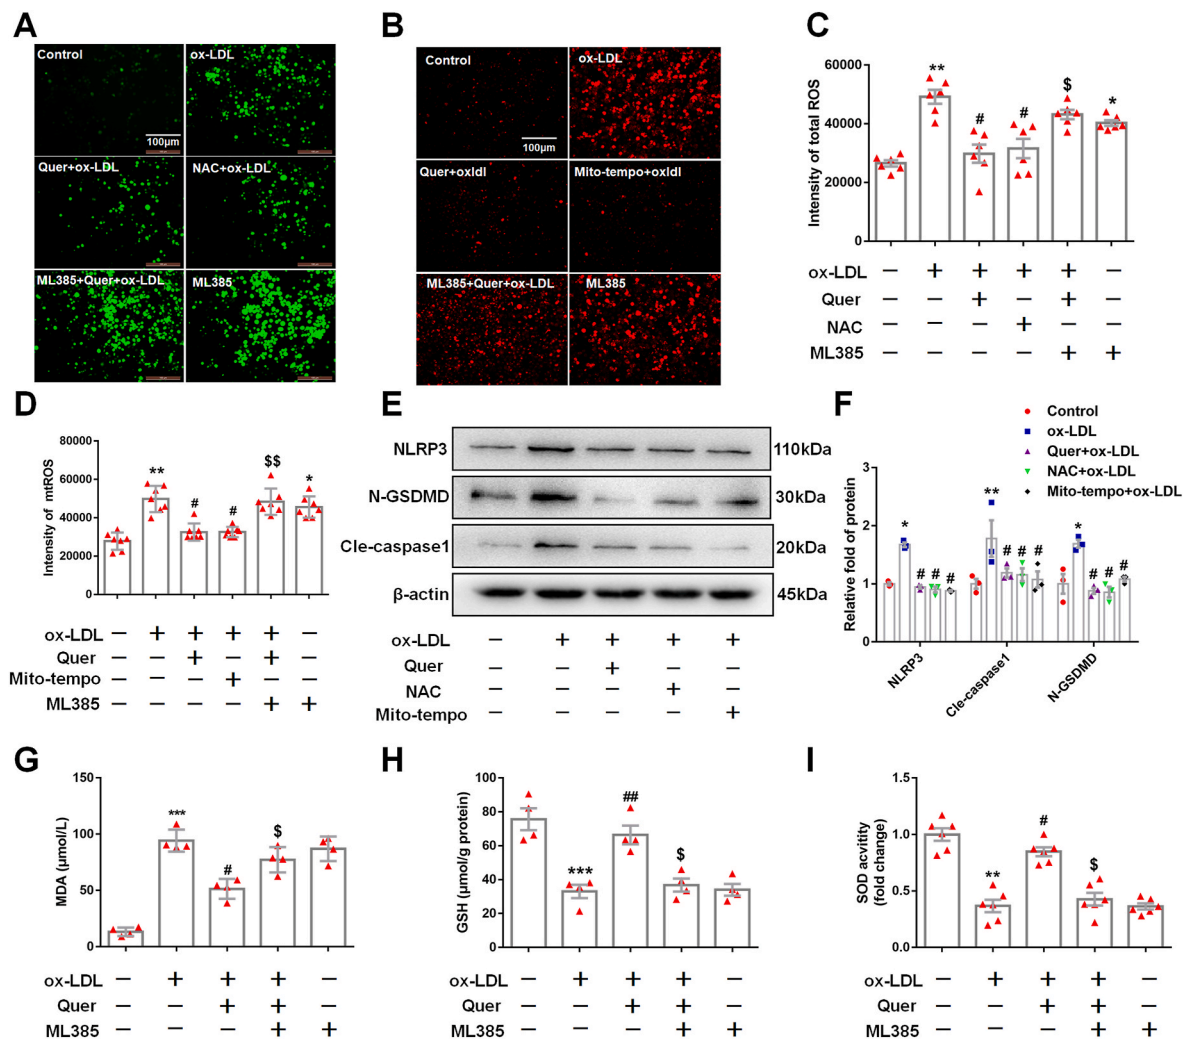 A
Control
ox-LDL
100µm
Quer+ox-LDL
NAC+ox-LDL
ML385+Quer+ox-LDL
ML385
B
Control
ox-LDL
100µm
Quer+oxldl
Mito-tempo+oxldl
ML385+Quer+ox-LDL
ML385
C
Intensity of total ROS
60000
40000
20000
0
**
#
#
$
*
ox-LDL − + + + + −
Quer − − + − + −
NAC − − − + − −
ML385 − − − − + +
D
Intensity of mtROS
80000
60000
40000
20000
0
**
#
#
$$
*
ox-LDL − + + + + −
Quer − − + − + −
Mito-tempo − − − + − −
ML385 − − − − + +
E
NLRP3 110kDa
N-GSDMD 30kDa
Cle-caspase1 20kDa
β-actin 45kDa
ox-LDL − + + + +
Quer − − + − −
NAC − − − + −
Mito-tempo − − − − +
F
Control
ox-LDL
Quer+ox-LDL
NAC+ox-LDL
Mito-tempo+ox-LDL
Relative fold of protein
3
2
1
0
* # # #
** # # #
* # # #
NLRP3
Cle-caspase1
N-GSDMD
G
MDA (µmol/L)
150
100
50
0
***
#
$
ox-LDL − + + + −
Quer − − + + −
ML385 − − − + +
H
GSH (µmol/g protein)
100
80
60
40
20
0
***
##
$
ox-LDL − + + + −
Quer − − + + −
ML385 − − − + +
I
SOD acvitity
(fold change)
1.5
1.0
0.5
0.0
**
#
$
ox-LDL − + + + −
Quer − − + + −
ML385 − − − + +